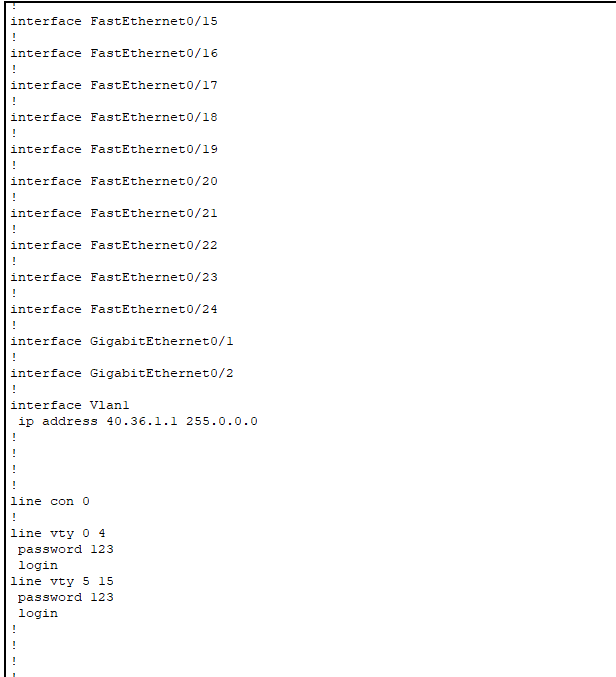 !
interface FastEthernet0/15
!
interface FastEthernet0/16
!
interface FastEthernet0/17
!
interface FastEthernet0/18
!
interface FastEthernet0/19
!
interface FastEthernet0/20
!
interface FastEthernet0/21
!
interface FastEthernet0/22
!
interface FastEthernet0/23
!
interface FastEthernet0/24
!
interface GigabitEthernet0/1
!
interface GigabitEthernet0/2
!
interface Vlan1
 ip address 40.36.1.1 255.0.0.0
!
!
!
!
line con 0
!
line vty 0 4
 password 123
 login
line vty 5 15
 password 123
 login
!
!
!
!